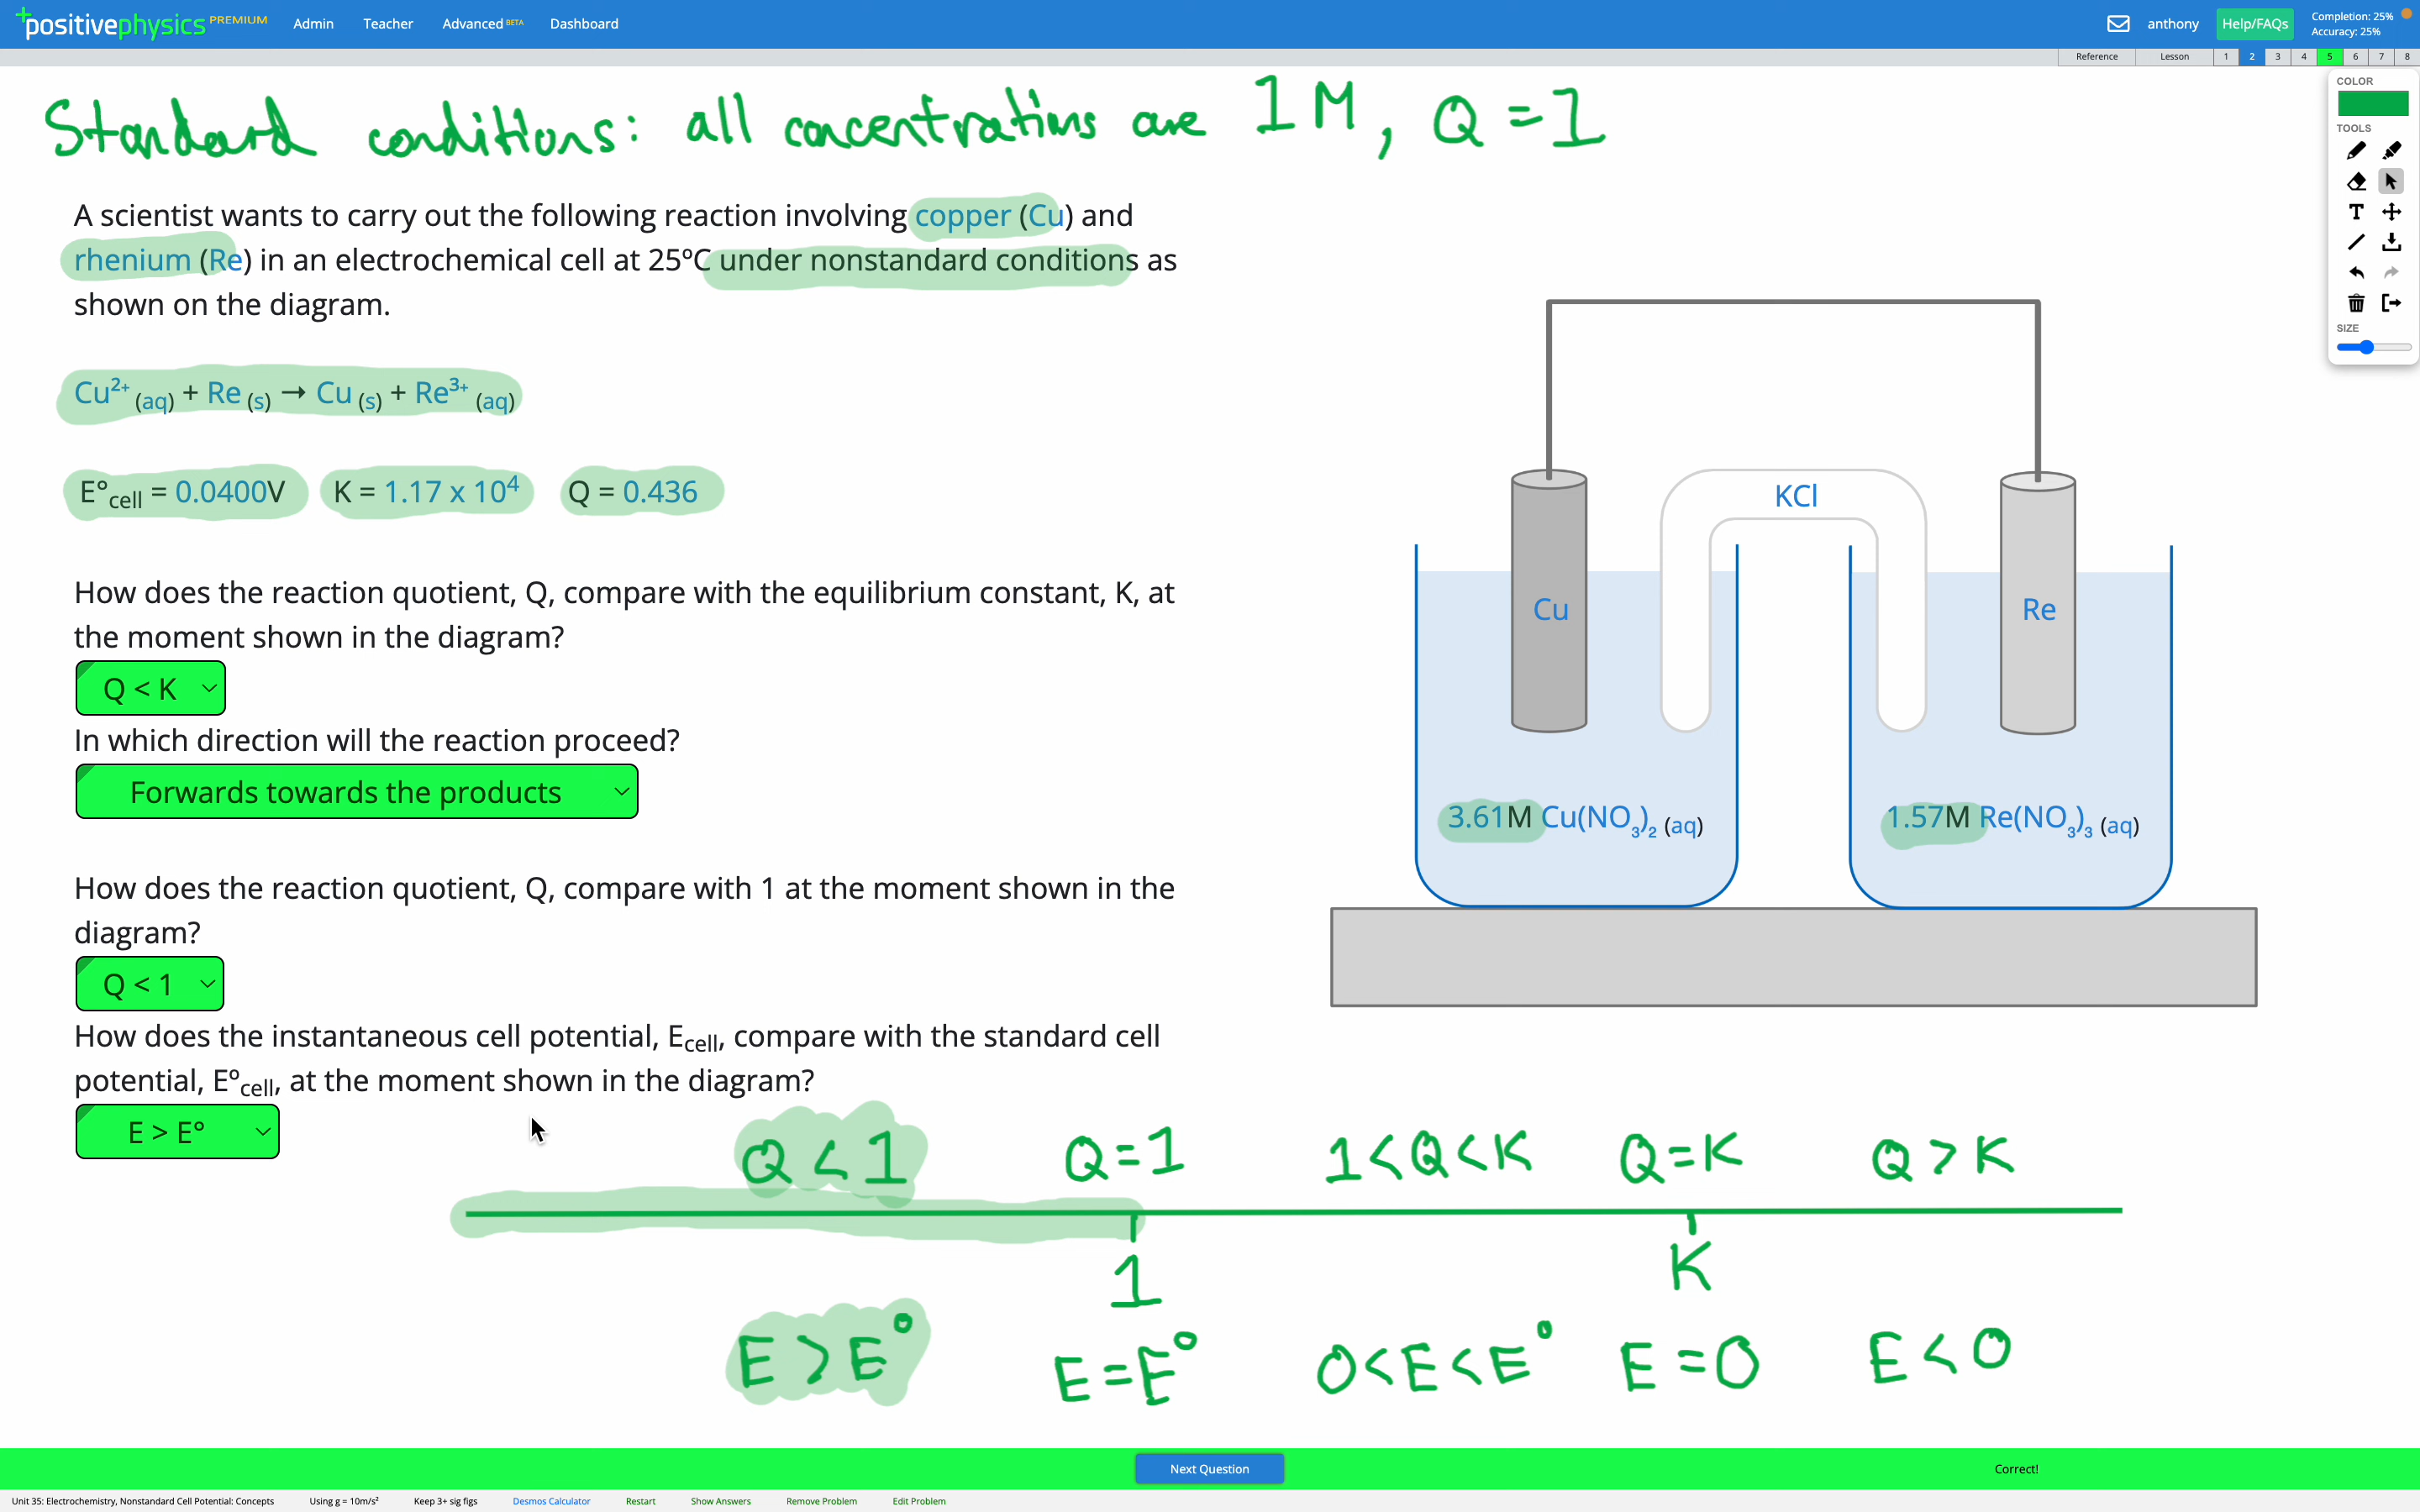 +positivephysics PREMIUM Admin Teacher Advanced BETA Dashboard anthony Help/FAQs Completion: 25%
Accuracy: 25%
Reference Lesson 1 2 3 4 5 6 7 8
COLOR
TOOLS
T
SIZE
Standard conditions: all concentrations are 1 M, Q = 1
A scientist wants to carry out the following reaction involving copper (Cu) and
rhenium (Re) in an electrochemical cell at 25ºC under nonstandard conditions as
shown on the diagram.
Cu²⁺ (aq) + Re (s) → Cu (s) + Re³⁺ (aq)
E°cell = 0.0400V K = 1.17 x 10⁴ Q = 0.436
How does the reaction quotient, Q, compare with the equilibrium constant, K, at
the moment shown in the diagram?
Q < K
In which direction will the reaction proceed?
Forwards towards the products
How does the reaction quotient, Q, compare with 1 at the moment shown in the
diagram?
Q < 1
How does the instantaneous cell potential, Ecell, compare with the standard cell
potential, Eºcell, at the moment shown in the diagram?
E > E°
KCl
Cu Re
3.61M Cu(NO₃)₂ (aq) 1.57M Re(NO₃)₃ (aq)
Q < 1 Q = 1 1 < Q < K Q = K Q > K
1 K
E > E° E = E° 0 < E < E° E = 0 E < 0
Next Question Correct!
Unit 35: Electrochemistry, Nonstandard Cell Potential: Concepts Using g = 10m/s² Keep 3+ sig figs Desmos Calculator Restart Show Answers Remove Problem Edit Problem